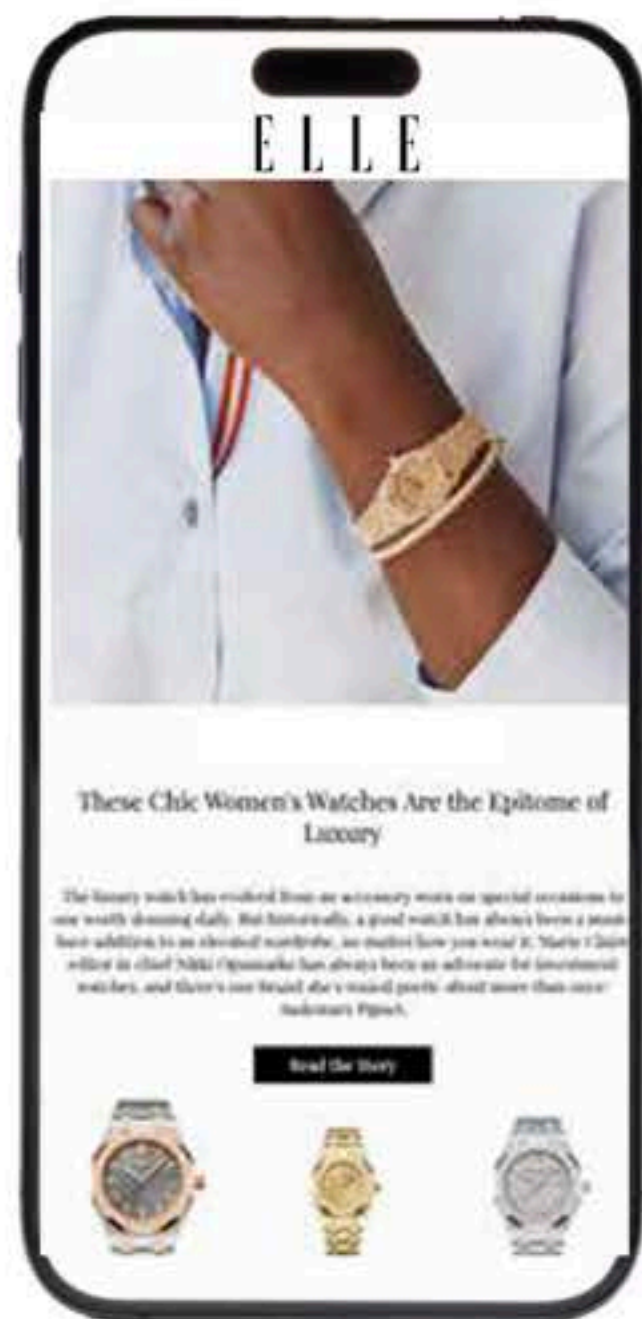 ELLE
These Chic Women's Watches Are the Epitome of
Luxury
The luxury watch has evolved from an accessory worn on special occasions to
one worth donning daily. But historically, a good watch has always been a must-
have addition to an elevated wardrobe, no matter how you wear it. Marie Claire
editor in chief Nikki Ogunnaike has always been an advocate for investment
watches, and there's one brand she's waxed poetic about more than once:
Audemars Piguet.
Read the Story